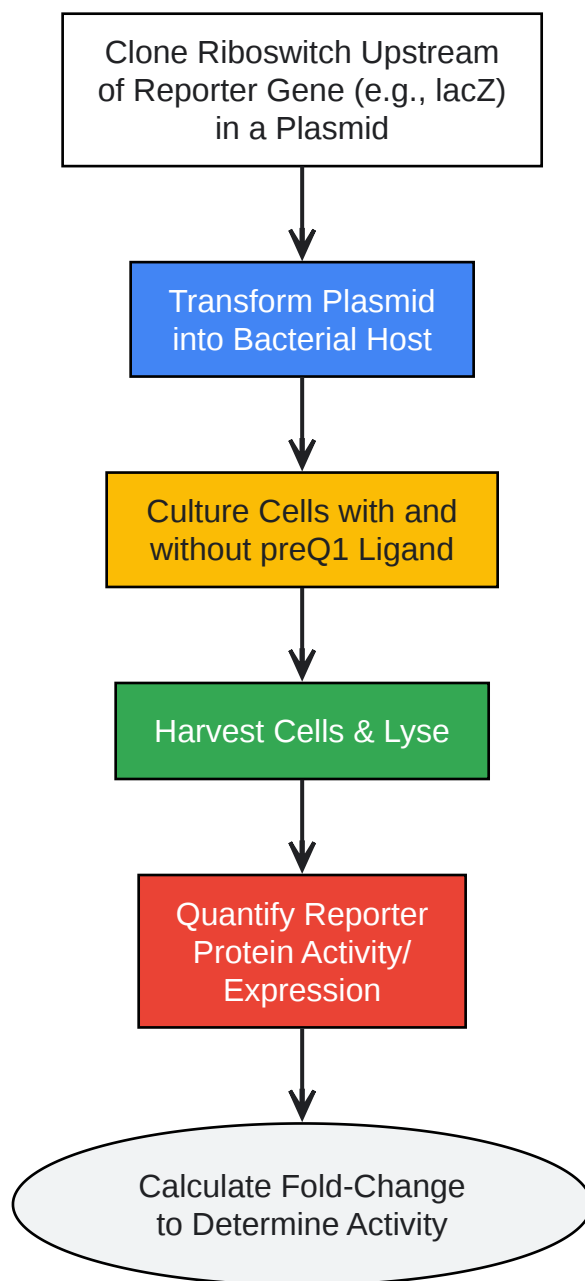 Clone Riboswitch Upstream
of Reporter Gene (e.g., lacZ)
in a Plasmid
Transform Plasmid
into Bacterial Host
Culture Cells with and
without preQ1 Ligand
Harvest Cells & Lyse
Quantify Reporter
Protein Activity/
Expression
Calculate Fold-Change
to Determine Activity